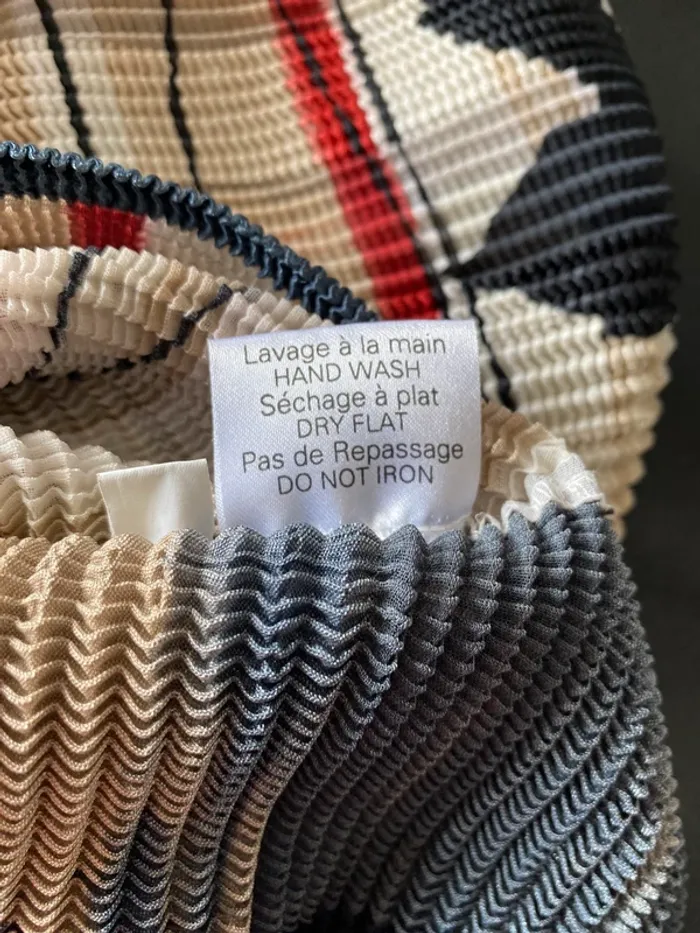 Lavage à la main
HAND WASH
Séchage à plat
DRY FLAT
Pas de Repassage
DO NOT IRON